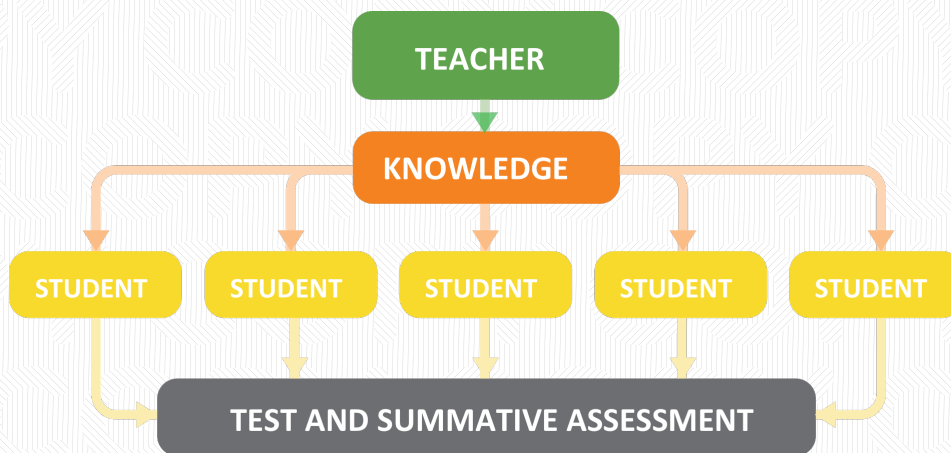 TEACHER
KNOWLEDGE
STUDENT
STUDENT
STUDENT
STUDENT
STUDENT
TEST AND SUMMATIVE ASSESSMENT